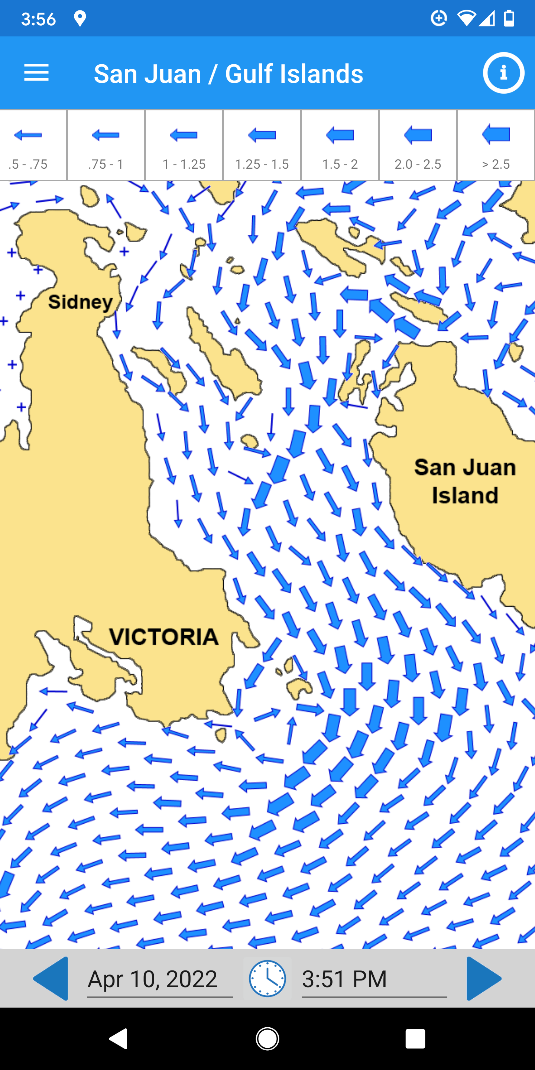 3:56
San Juan / Gulf Islands
.5 - .75
.75 - 1
1 - 1.25
1.25 - 1.5
1.5 - 2
2.0 - 2.5
> 2.5
Sidney
San Juan
Island
VICTORIA
Apr 10, 2022
3:51 PM